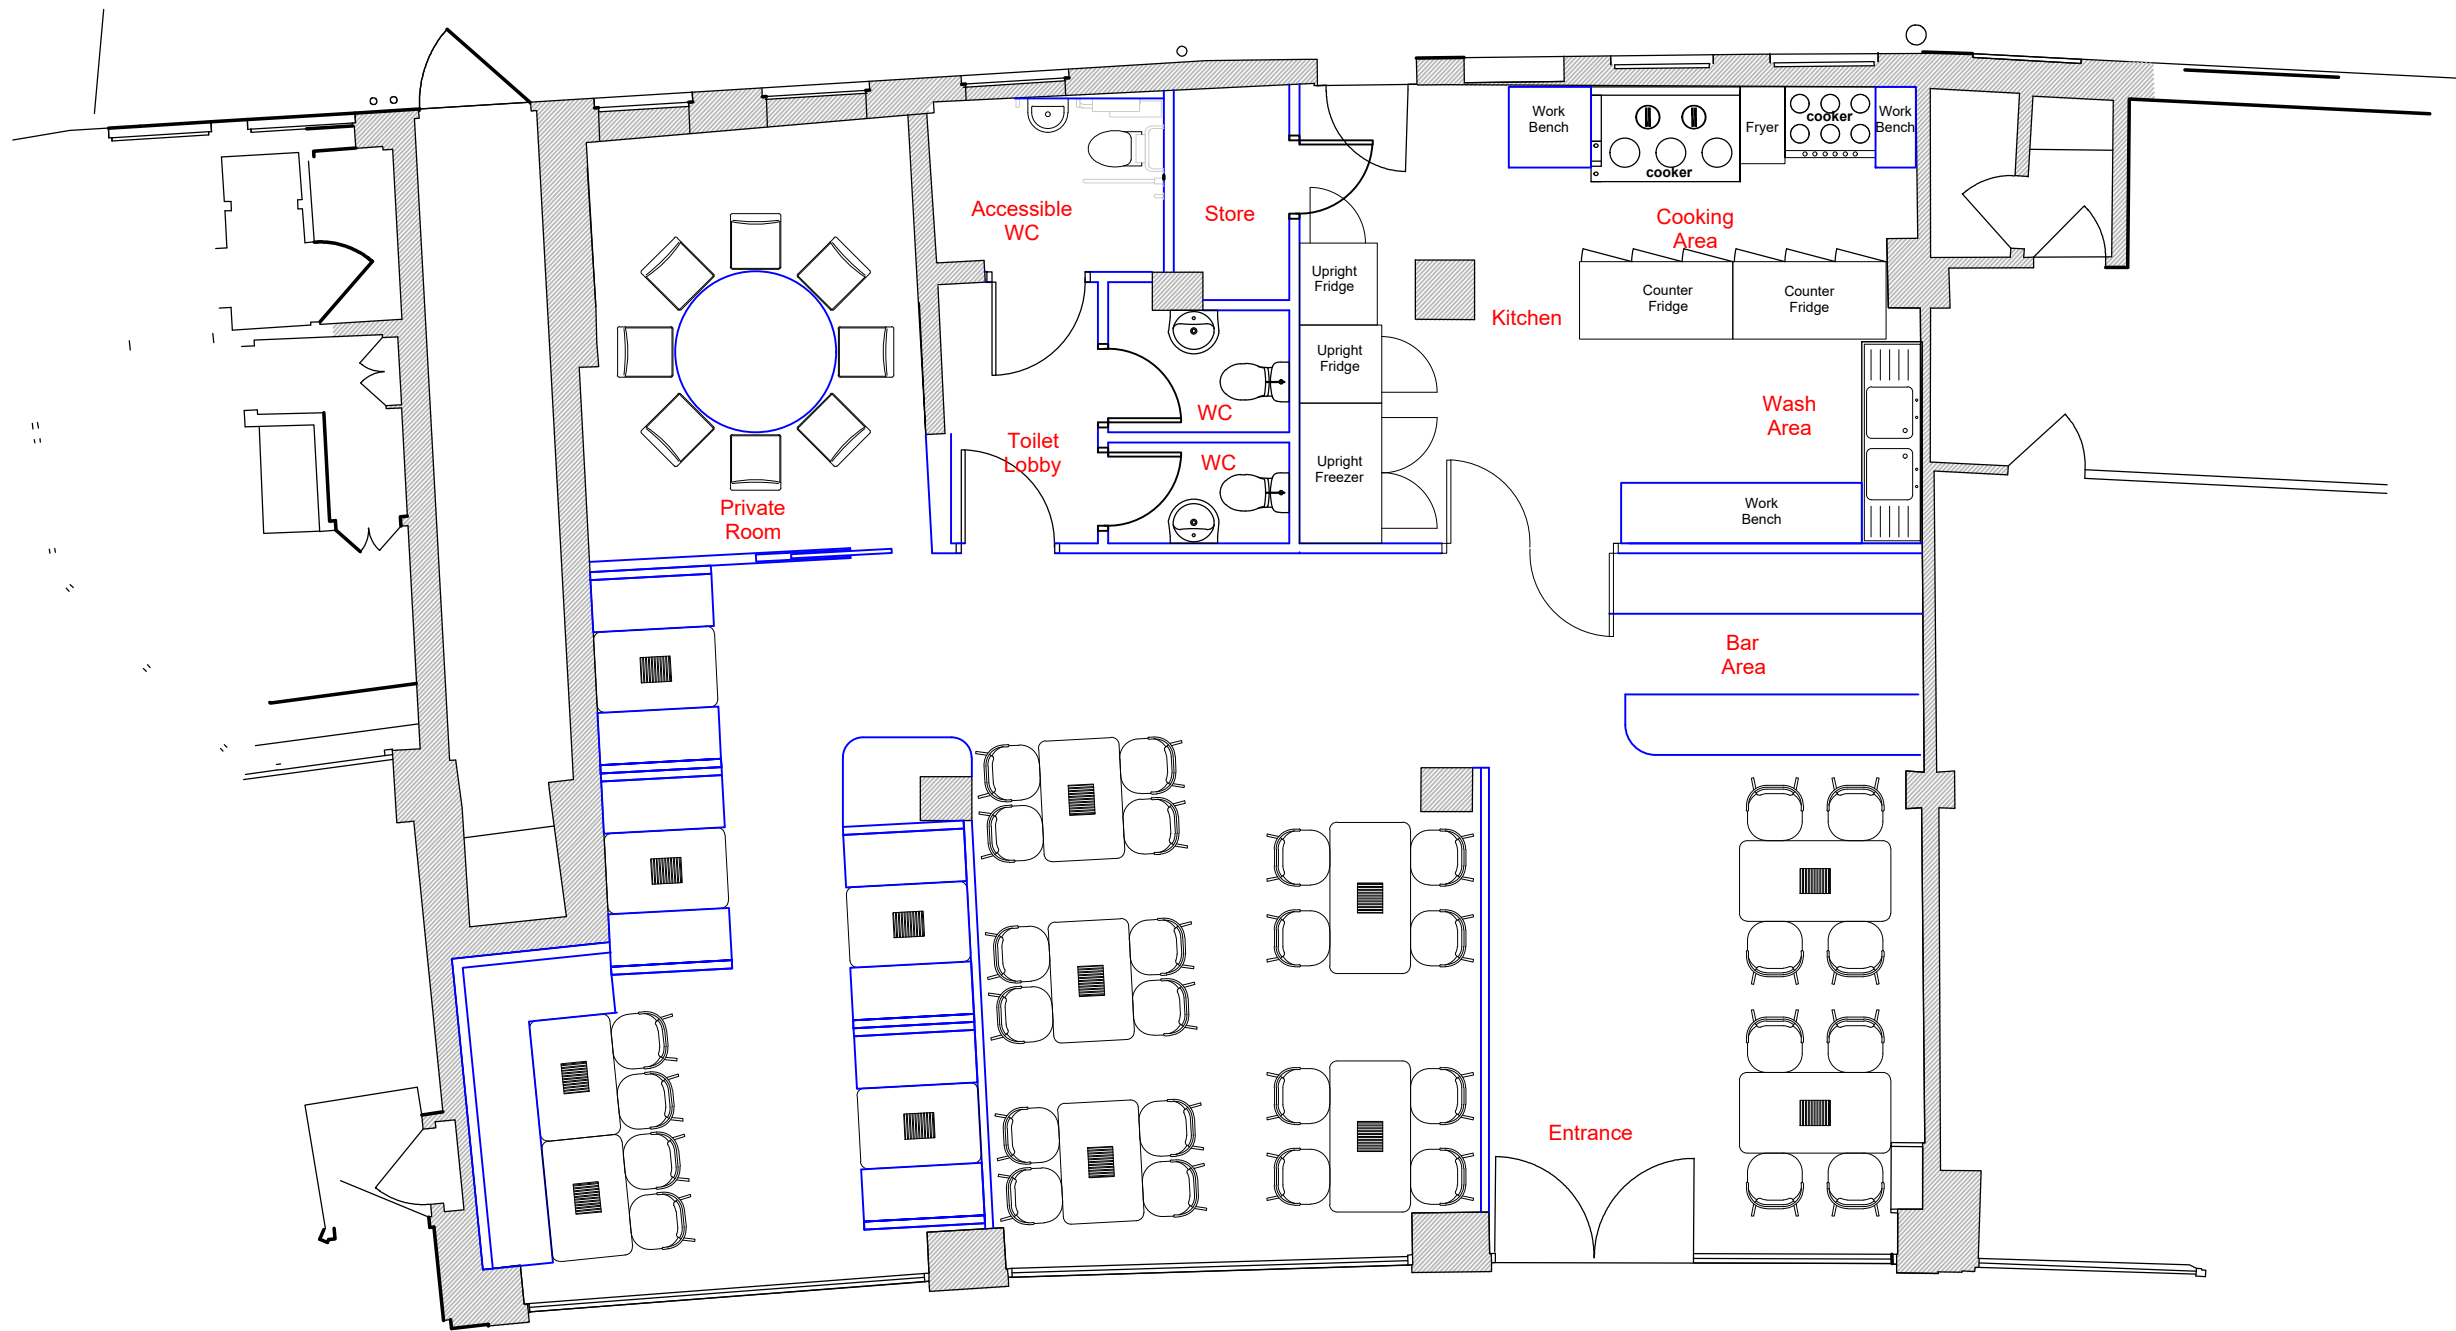 Work
Bench
cooker
Fryer
cooker
Work
Bench
Accessible
WC
Store
Cooking
Area
Upright
Fridge
Counter
Fridge
Counter
Fridge
Kitchen
Upright
Fridge
WC
Wash
Area
Toilet
Lobby
WC
Upright
Freezer
Private
Room
Work
Bench
Bar
Area
Entrance